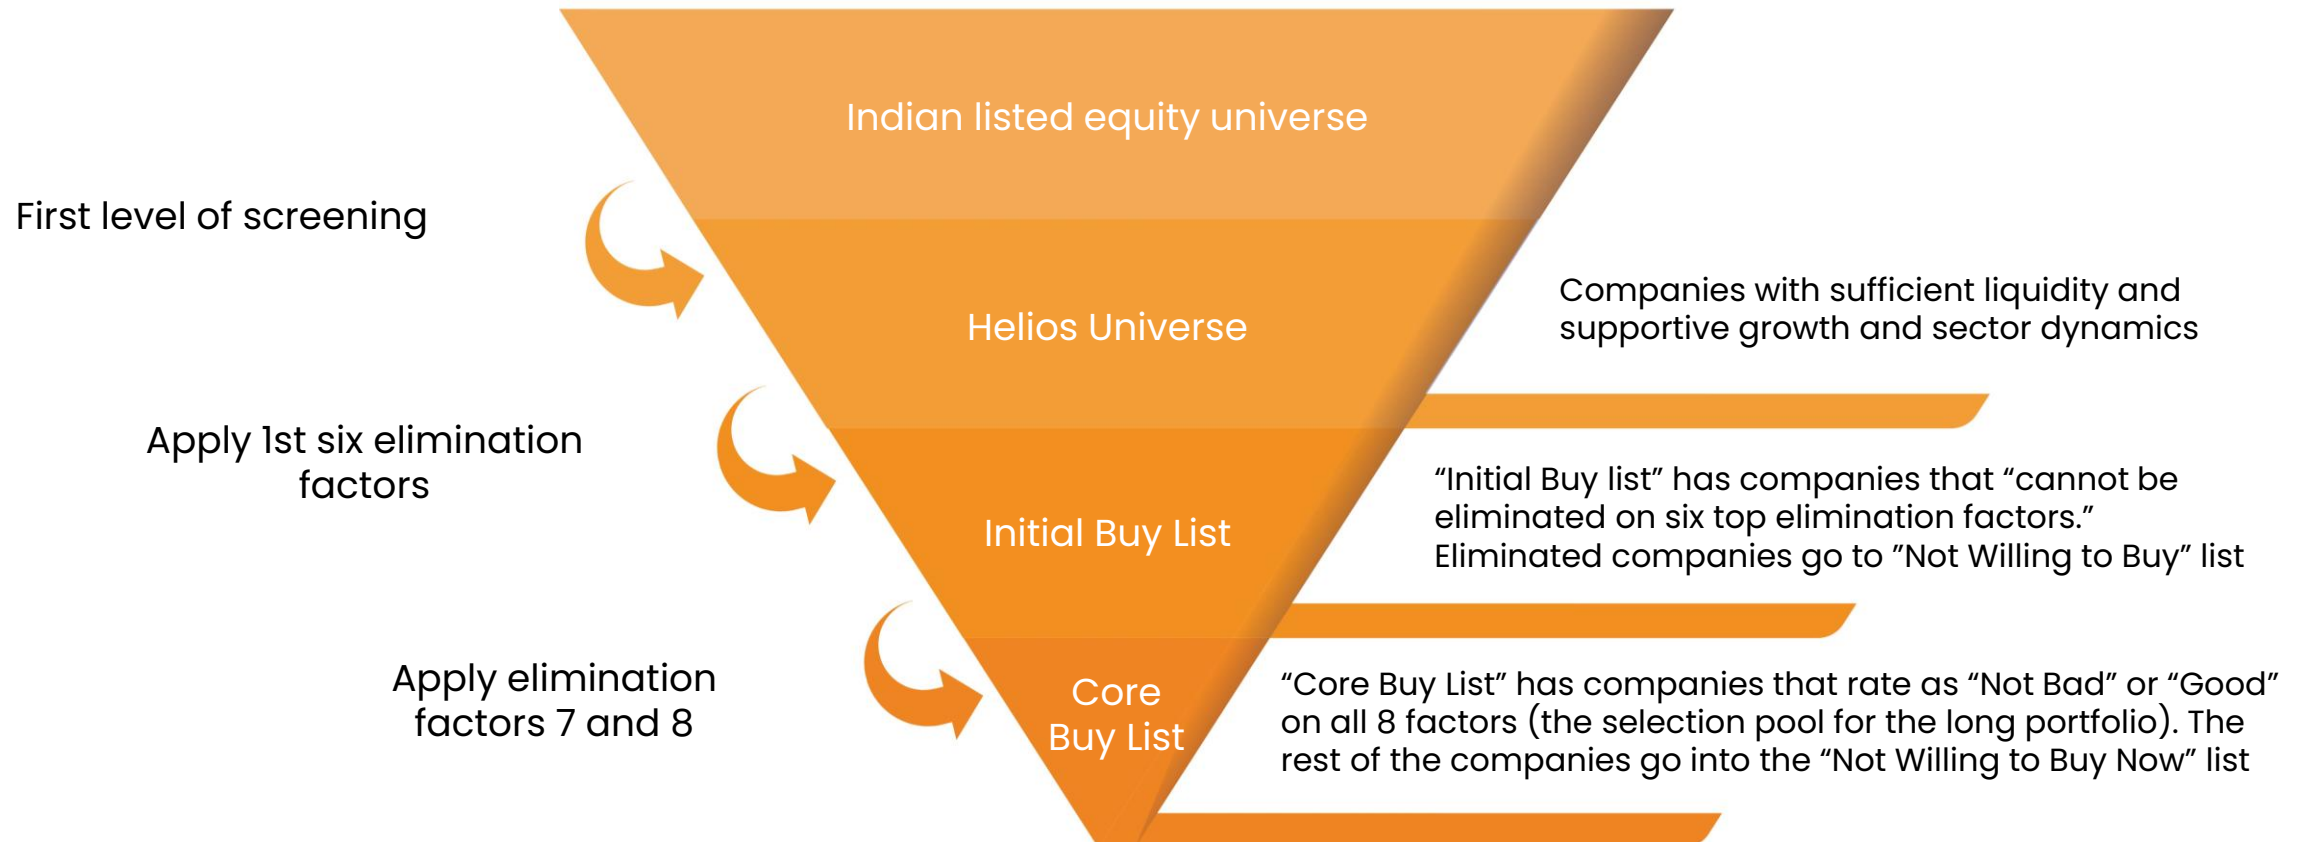 Indian listed equity universe
First level of screening
Helios Universe
Companies with sufficient liquidity and
supportive growth and sector dynamics
Apply 1st six elimination
factors
Initial Buy List
“Initial Buy list” has companies that “cannot be
eliminated on six top elimination factors.”
Eliminated companies go to ”Not Willing to Buy” list
Apply elimination
factors 7 and 8
Core
Buy List
“Core Buy List” has companies that rate as “Not Bad” or “Good”
on all 8 factors (the selection pool for the long portfolio). The
rest of the companies go into the “Not Willing to Buy Now” list